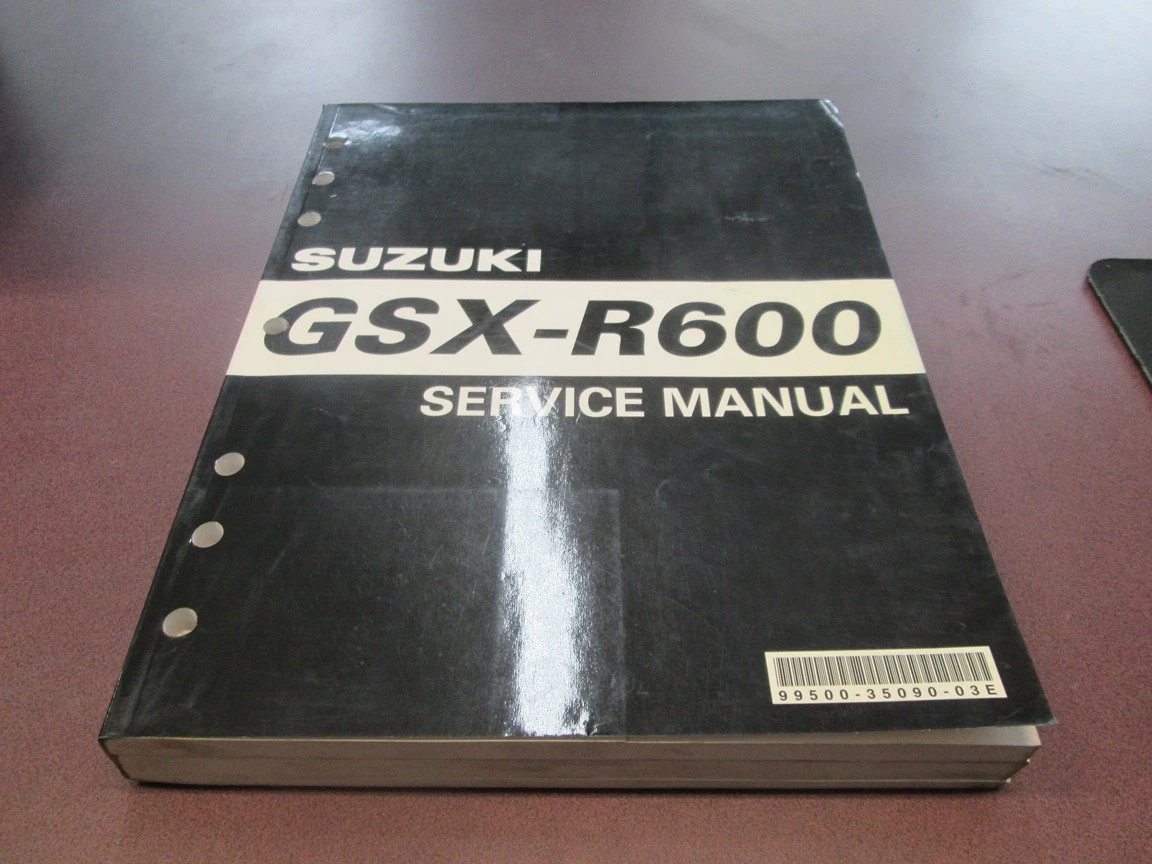 SUZUKI
GSX-R600
SERVICE MANUAL
99500-35090-03E